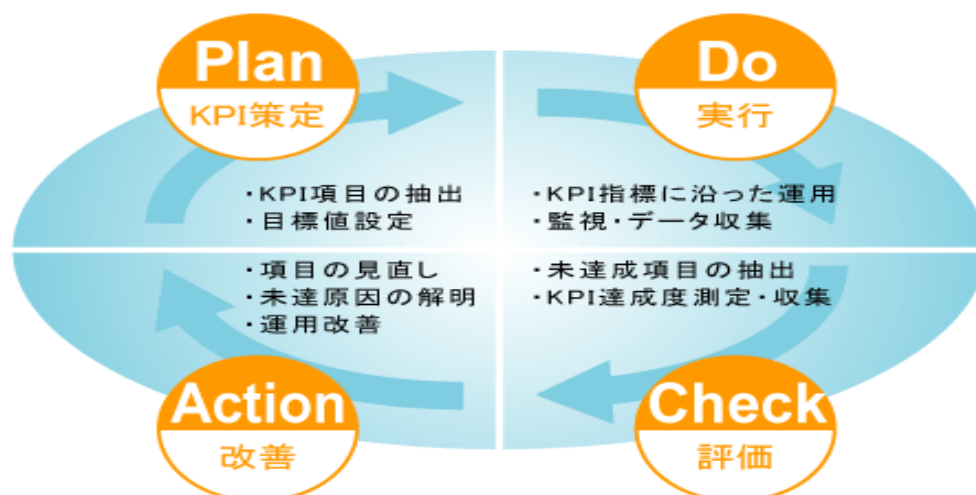 Plan
KPI策定
・KPI項目の抽出
・目標値設定
Do
実行
・KPI指標に沿った運用
・監視・データ収集
・未達成項目の抽出
・KPI達成度測定・収集
Check
評価
・項目の見直し
・未達原因の解明
・運用改善
Action
改善